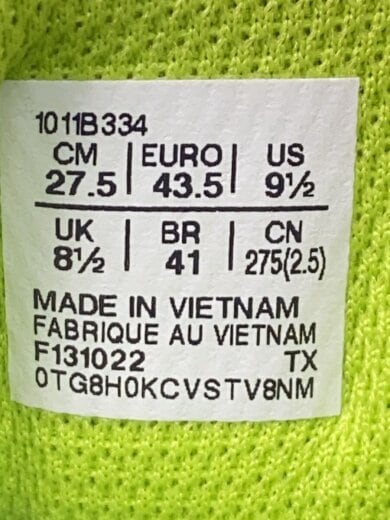 1011B334
CM | EURO | US
27.5 | 43.5 | 9½
UK | BR | CN
8½ | 41 | 275(2.5)
MADE IN VIETNAM
FABRIQUE AU VIETNAM
F131022 TX
0TG8H0KCVSTV8NM